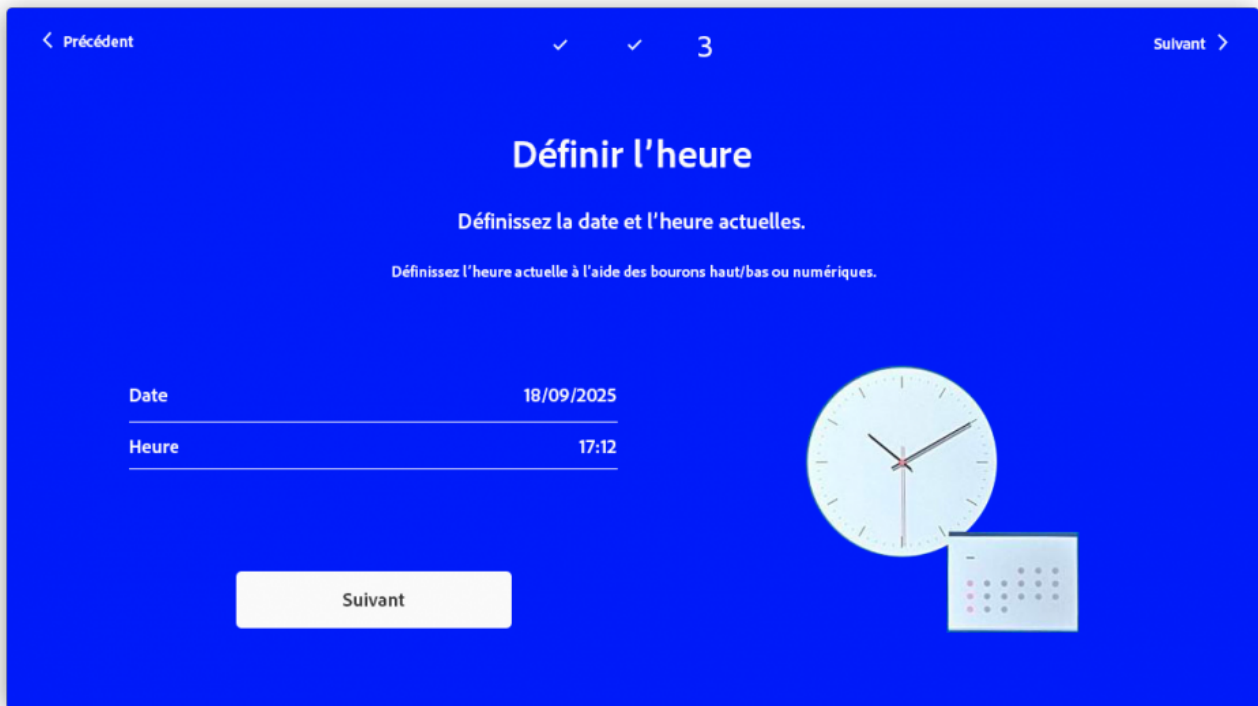 Précédent
3
Suivant
Définir l'heure
Définissez la date et l'heure actuelles.
Définissez l'heure actuelle à l'aide des bourons haut/bas ou numériques.
Date 18/09/2025
Heure 17:12
Suivant